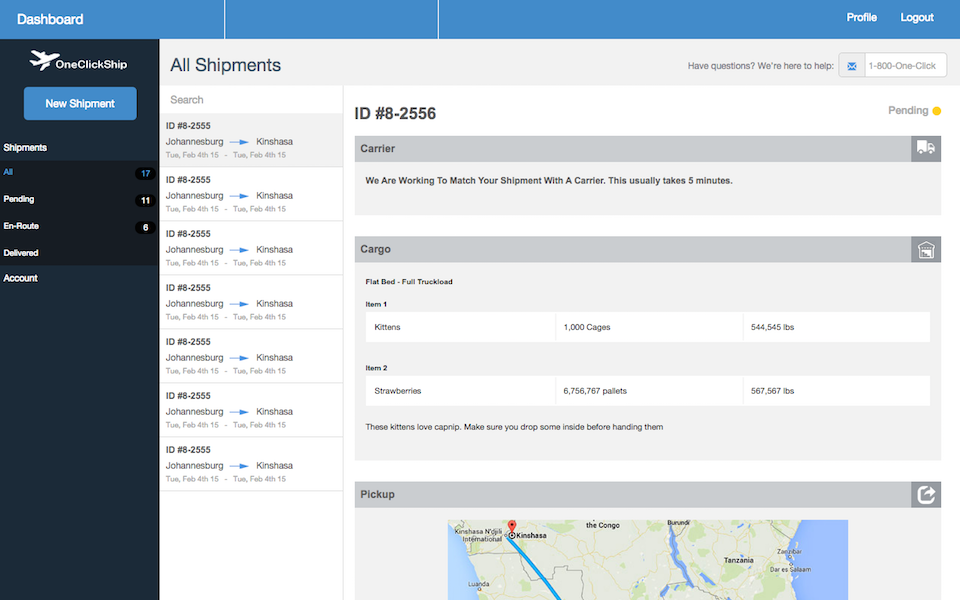 Dashboard
Profile
Logout
OneClickShip
New Shipment
Shipments
All 17
Pending 11
En-Route 6
Delivered
Account
All Shipments
Have questions? We're here to help:
1-800-One-Click
Search
ID #8-2555
Johannesburg Kinshasa
Tue, Feb 4th 15 - Tue, Feb 4th 15
ID #8-2555
Johannesburg Kinshasa
Tue, Feb 4th 15 - Tue, Feb 4th 15
ID #8-2555
Johannesburg Kinshasa
Tue, Feb 4th 15 - Tue, Feb 4th 15
ID #8-2555
Johannesburg Kinshasa
Tue, Feb 4th 15 - Tue, Feb 4th 15
ID #8-2555
Johannesburg Kinshasa
Tue, Feb 4th 15 - Tue, Feb 4th 15
ID #8-2555
Johannesburg Kinshasa
Tue, Feb 4th 15 - Tue, Feb 4th 15
ID #8-2555
Johannesburg Kinshasa
Tue, Feb 4th 15 - Tue, Feb 4th 15
ID #8-2556
Pending
Carrier
We Are Working To Match Your Shipment With A Carrier. This usually takes 5 minutes.
Cargo
Flat Bed - Full Truckload
Item 1
Kittens 1,000 Cages 544,545 lbs
Item 2
Strawberries 6,756,767 pallets 567,567 lbs
These kittens love capnip. Make sure you drop some inside before handing them
Pickup
Kinshasa N'djili
International
Kinshasa
the Congo
Burundi
Tanzania
Zanzibar
Dar es Salaam
Luanda